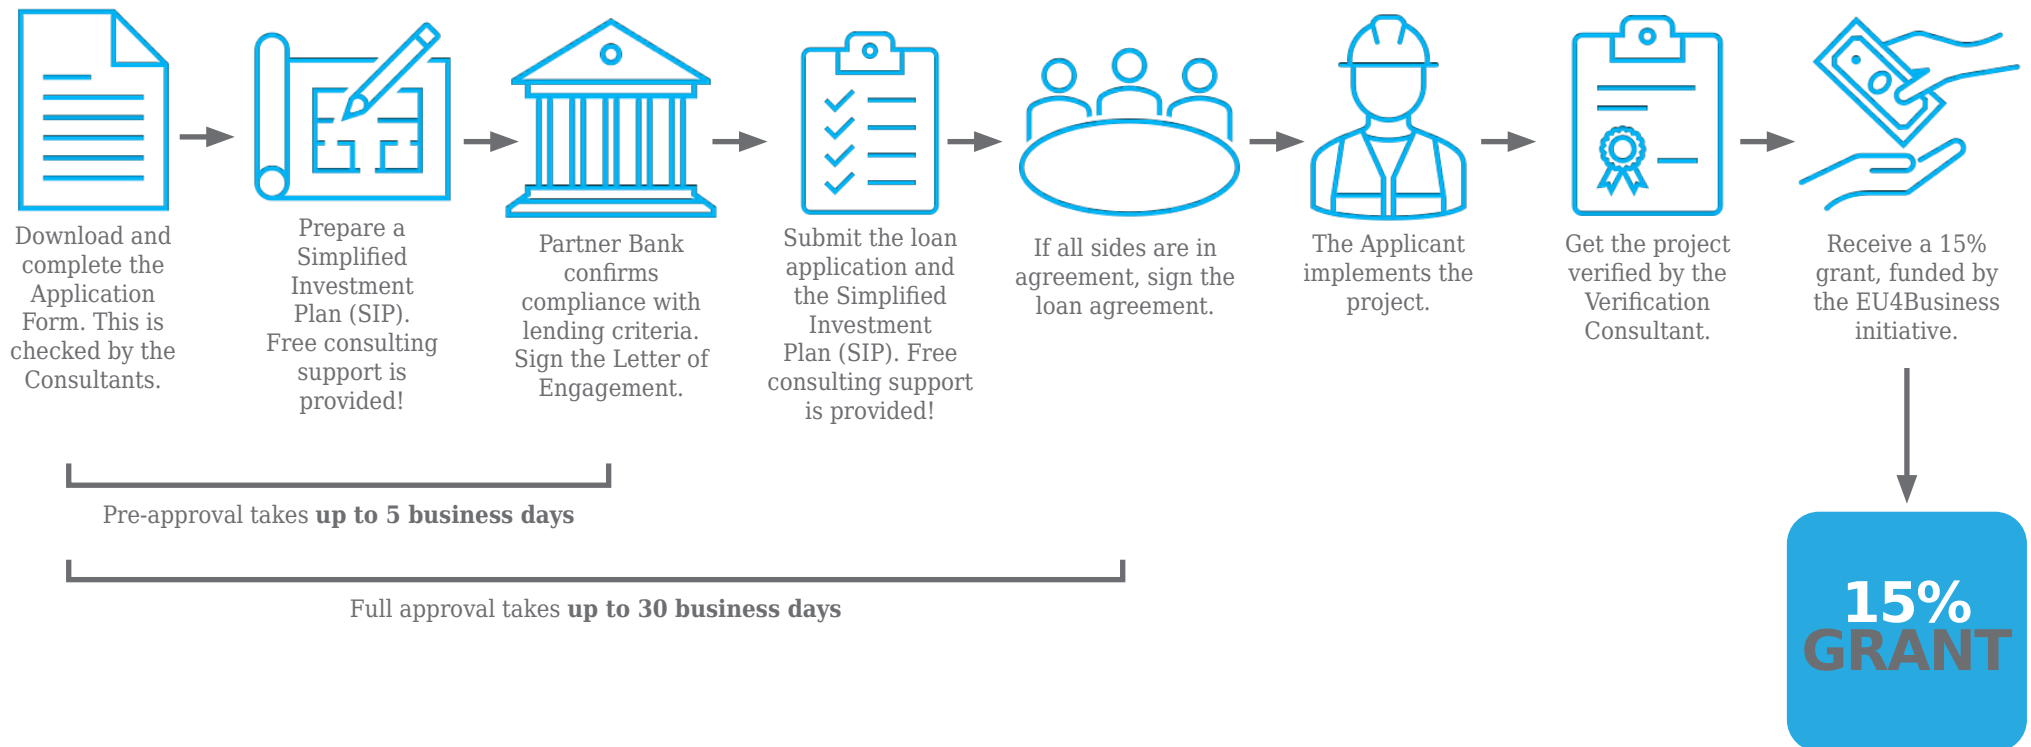 Download and
complete the
Application
Form. This is
checked by the
Consultants.
Prepare a
Simplified
Investment
Plan (SIP).
Free consulting
support is
provided!
Partner Bank
confirms
compliance with
lending criteria.
Sign the Letter of
Engagement.
Submit the loan
application and
the Simplified
Investment
Plan (SIP). Free
consulting support
is provided!
If all sides are in
agreement, sign the
loan agreement.
The Applicant
implements the
project.
Get the project
verified by the
Verification
Consultant.
Receive a 15%
grant, funded by
the EU4Business
initiative.
Pre-approval takes up to 5 business days
Full approval takes up to 30 business days
15%
GRANT